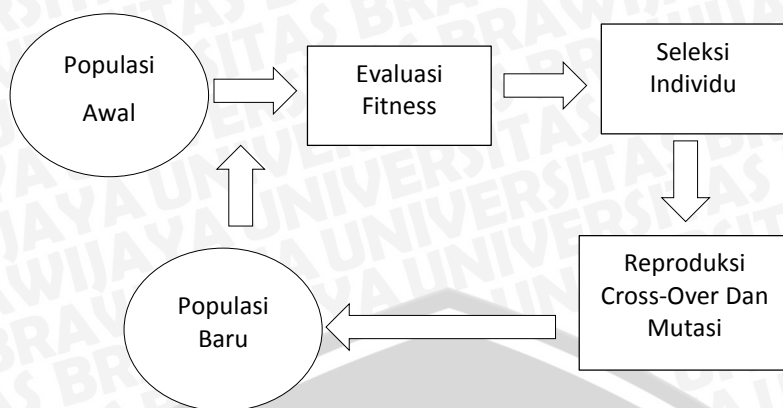 Populasi
Awal
Evaluasi
Fitness
Seleksi
Individu
Reproduksi
Cross-Over Dan
Mutasi
Populasi
Baru